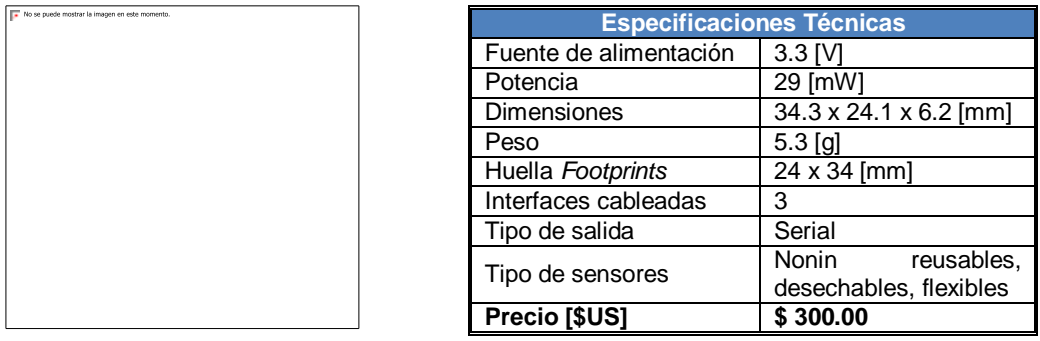 No se puede mostrar la imagen en este momento.
Especificaciones Técnicas
Fuente de alimentación 3.3 [V]
Potencia 29 [mW]
Dimensiones 34.3 x 24.1 x 6.2 [mm]
Peso 5.3 [g]
Huella Footprints 24 x 34 [mm]
Interfaces cableadas 3
Tipo de salida Serial
Tipo de sensores Nonin reusables,
desechables, flexibles
Precio [$US] $ 300.00